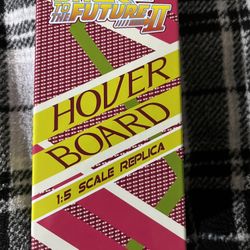 TO THE FUTURE II
HOVER
BOARD
1:5 SCALE REPLICA